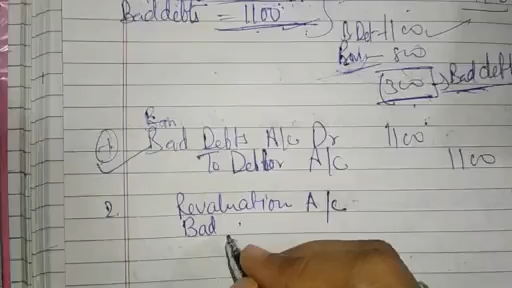 Bad debts = 1100
B Debt - 1100
800
300 → Bad debt
Bad Debts A/c Dr 1100
To Debtor A/c 1100
2. Revaluation A/c
Bad